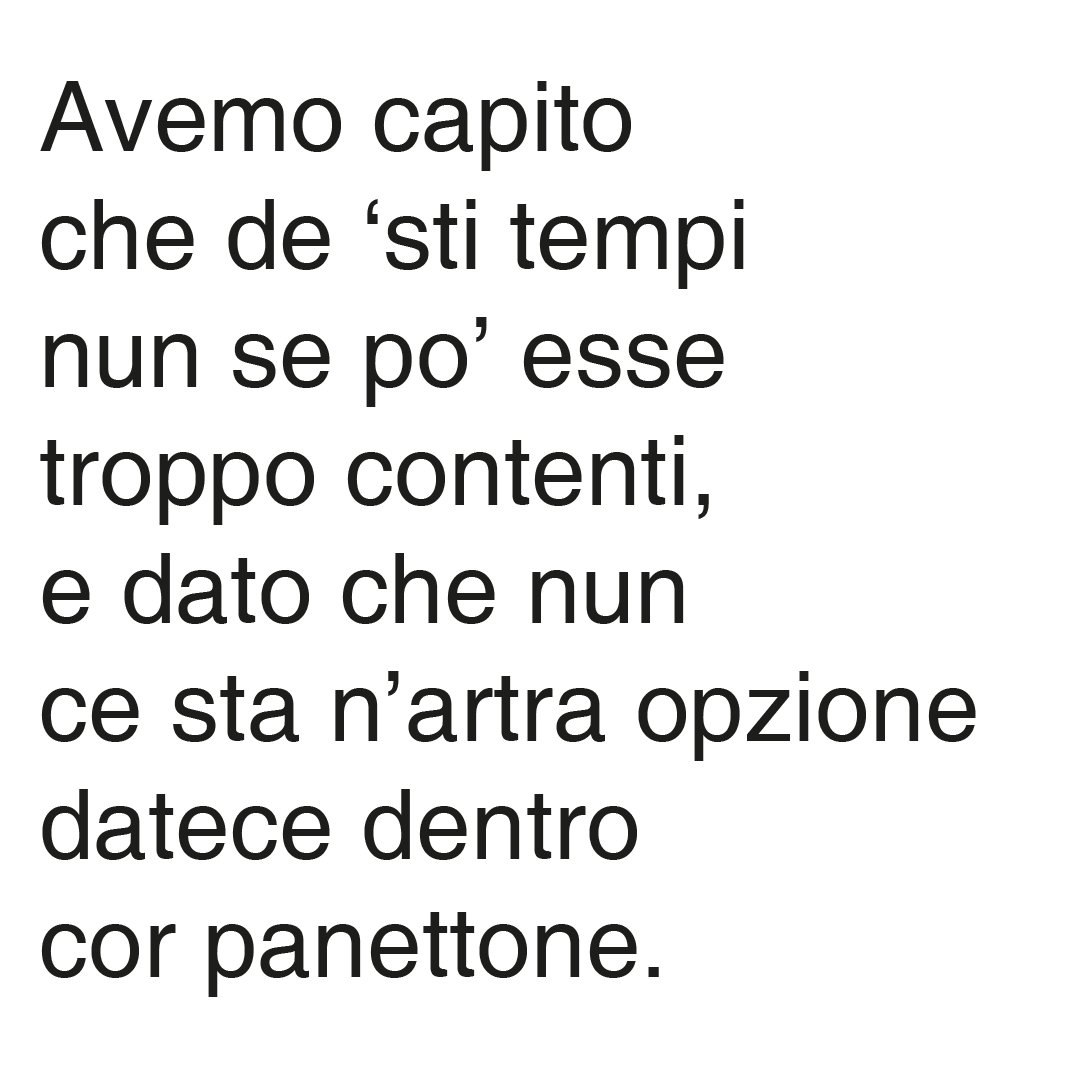 Avemo capito
che de ‘sti tempi
nun se po’ esse
troppo contenti,
e dato che nun
ce sta n’artra opzione
datece dentro
cor panettone.